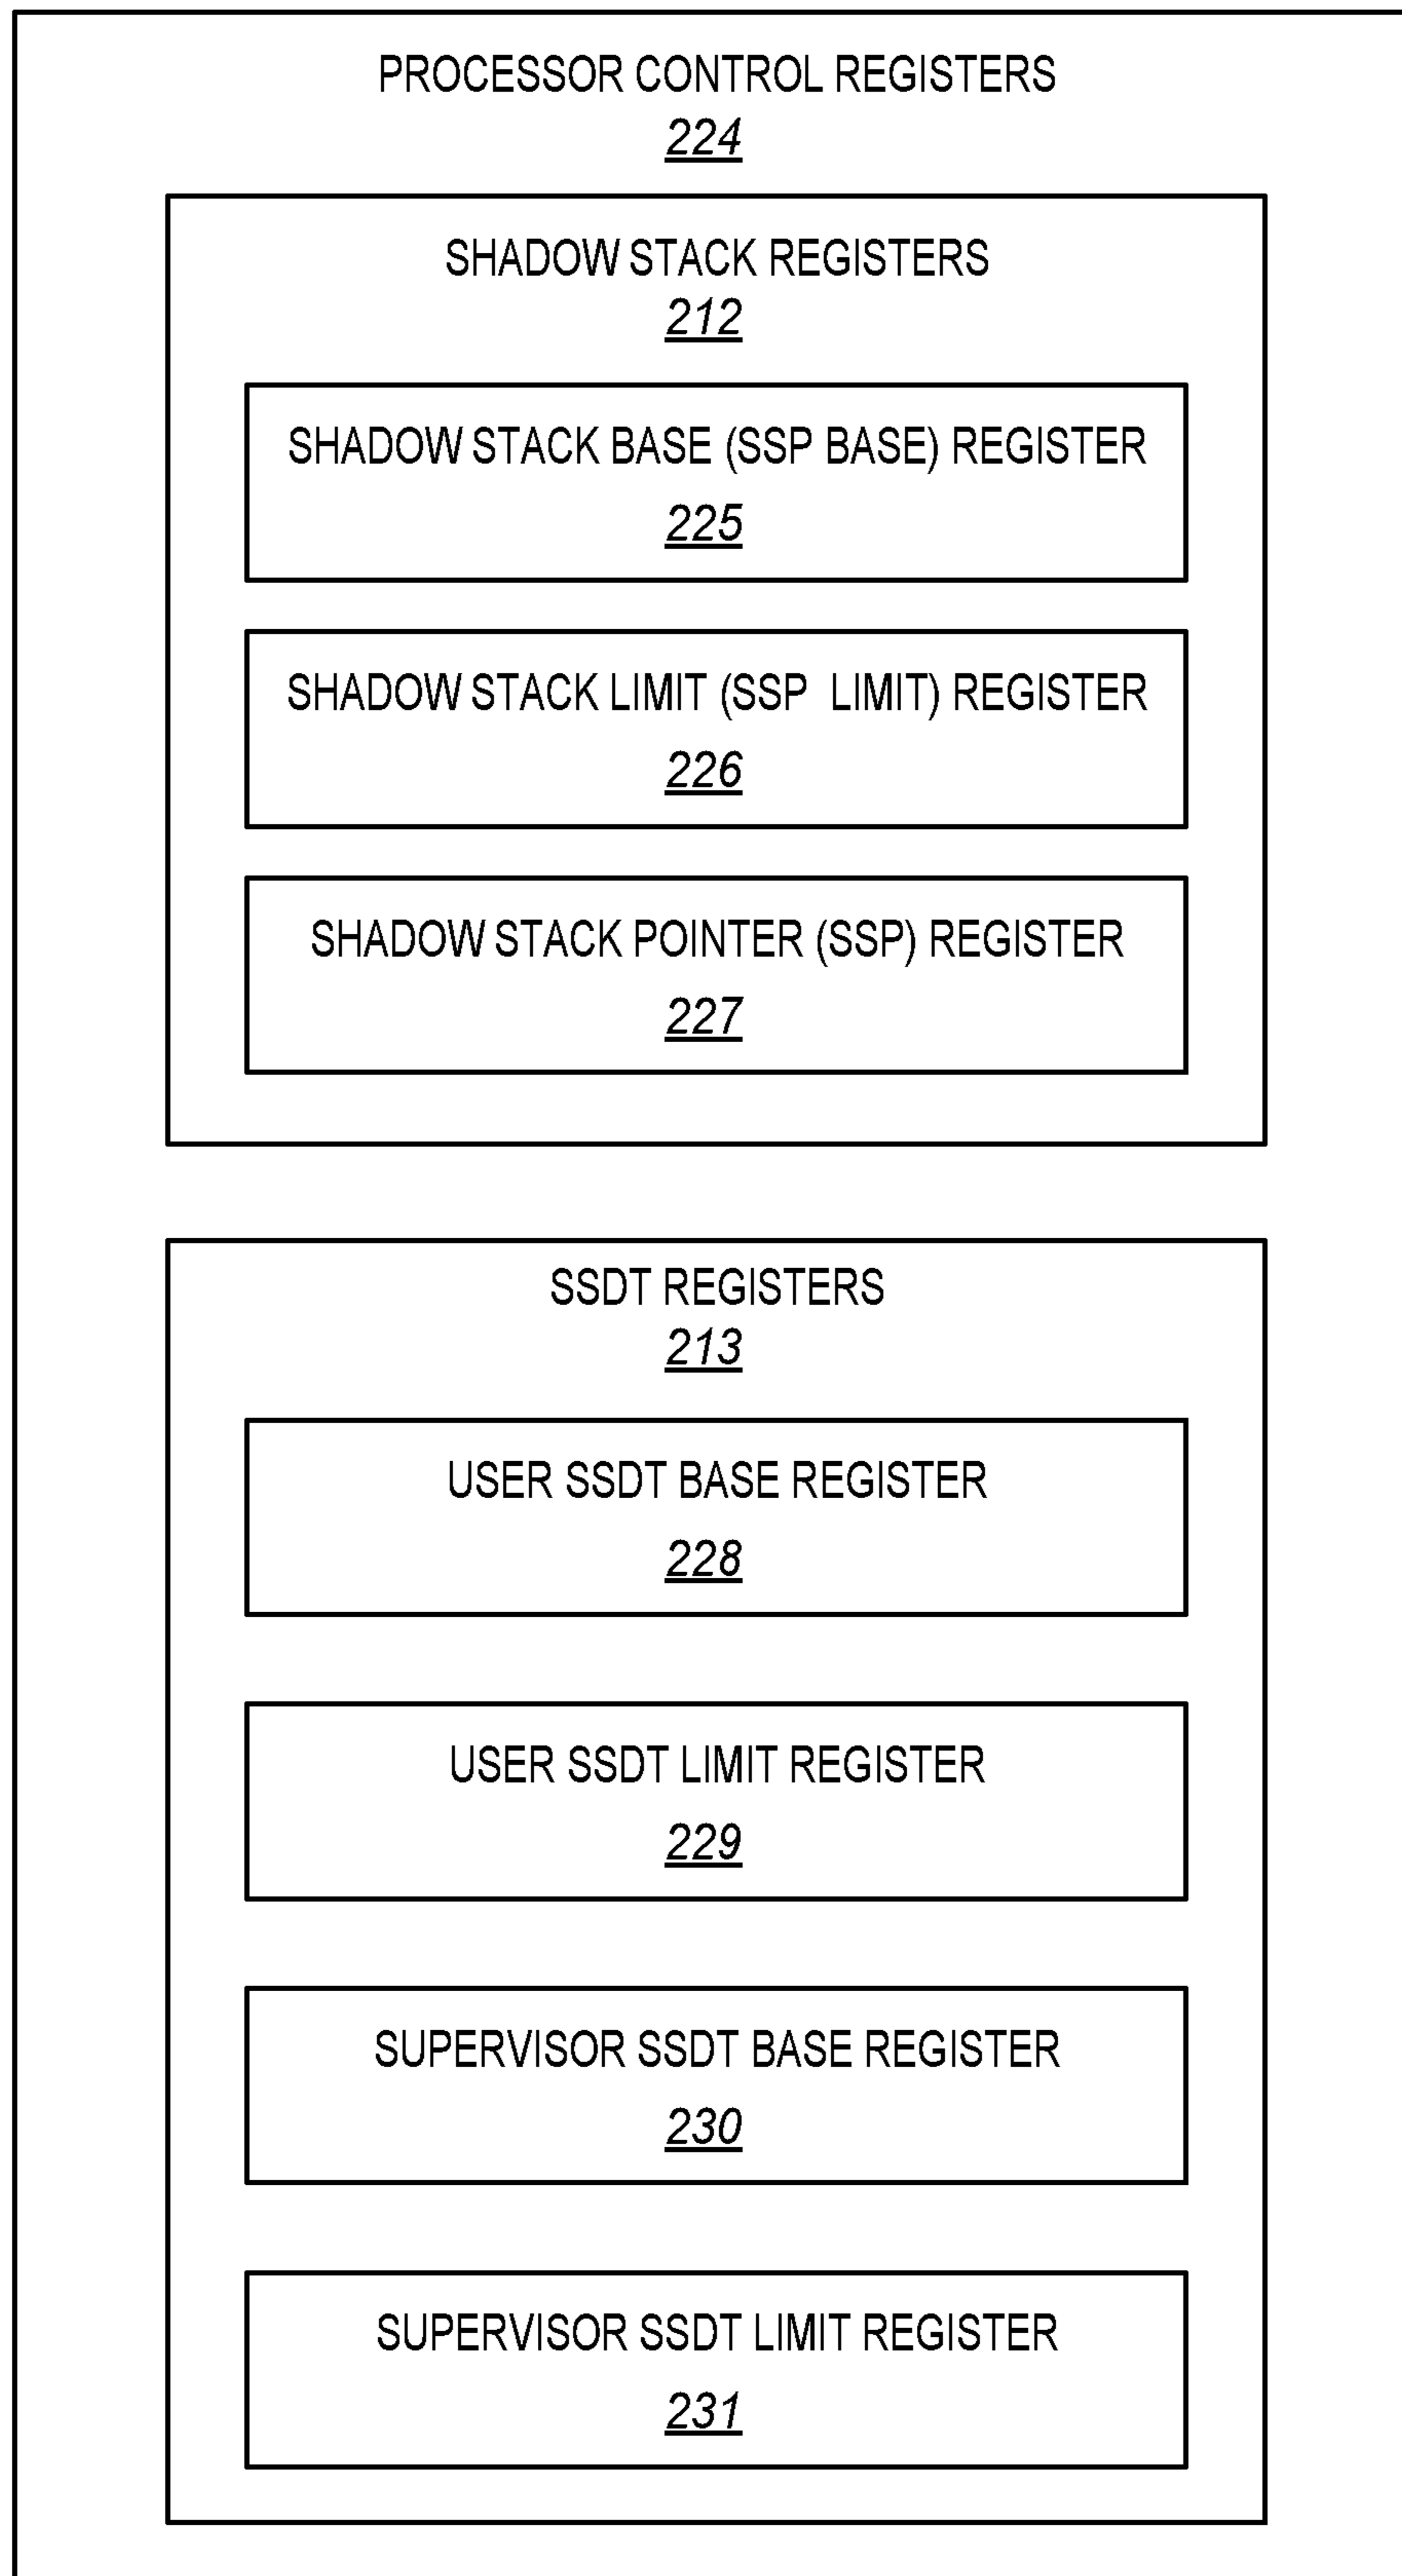 PROCESSOR CONTROL REGISTERS
224
SHADOW STACK REGISTERS
212
SHADOW STACK BASE (SSP BASE) REGISTER
225
SHADOW STACK LIMIT (SSP LIMIT) REGISTER
226
SHADOW STACK POINTER (SSP) REGISTER
227
SSDT REGISTERS
213
USER SSDT BASE REGISTER
228
USER SSDT LIMIT REGISTER
229
SUPERVISOR SSDT BASE REGISTER
230
SUPERVISOR SSDT LIMIT REGISTER
231